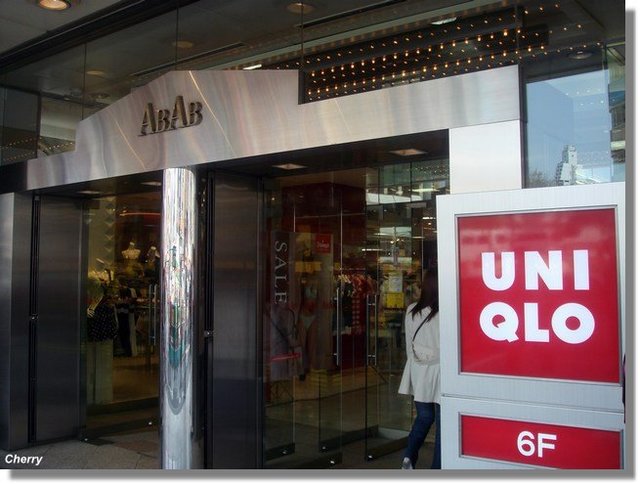 ABAB
SALE
UNI
QLO
6F
Cherry